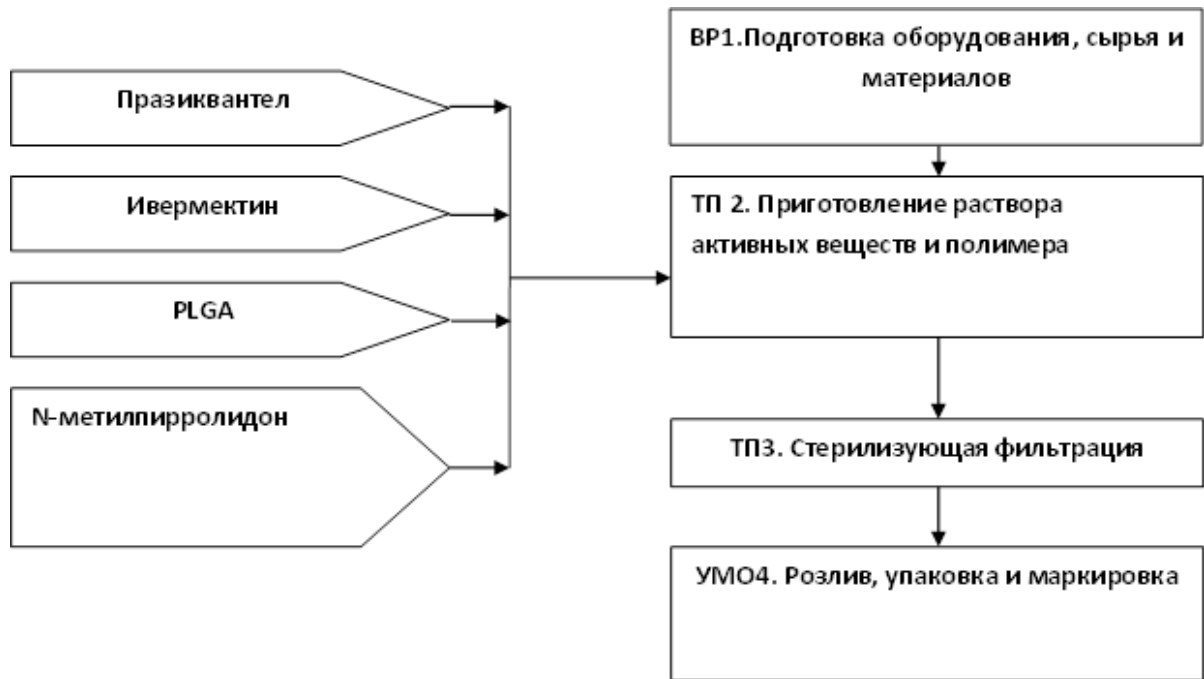 ВР1.Подготовка оборудования, сырья и
материалов
Празиквантел
Ивермектин
PLGA
N-метилпирролидон
ТП 2. Приготовление раствора
активных веществ и полимера
ТП3. Стерилизующая фильтрация
УМО4. Розлив, упаковка и маркировка